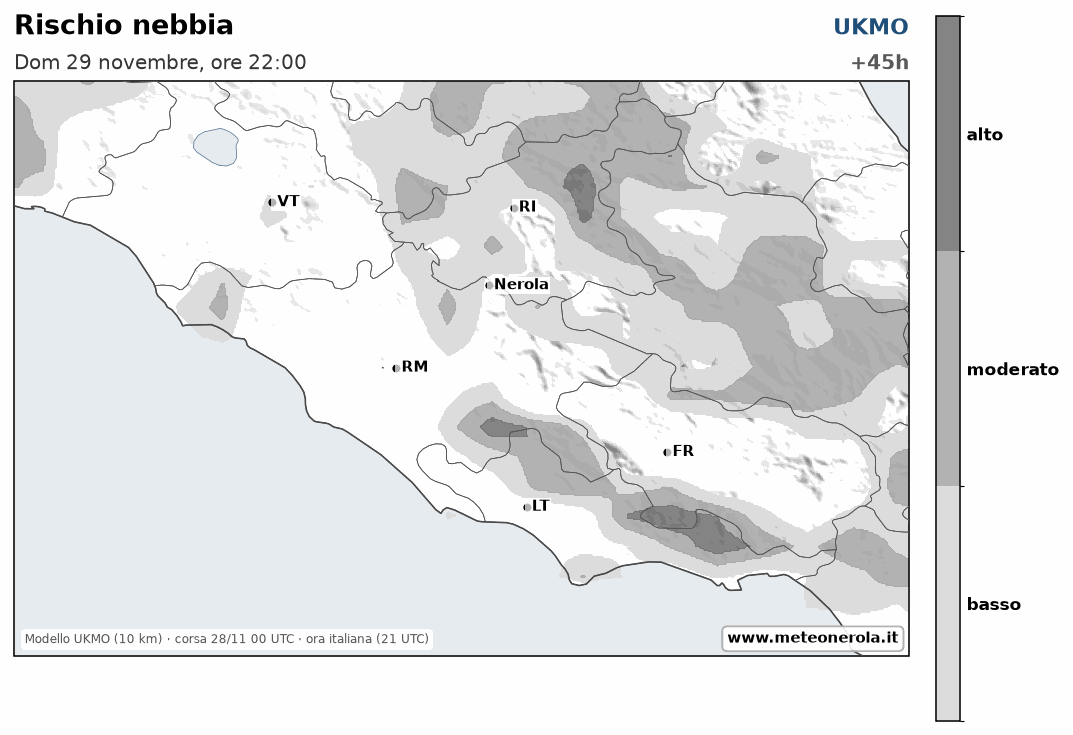 Rischio nebbia
UKMO
Dom 29 novembre, ore 22:00
+45h
alto
VT
RI
Nerola
RM
moderato
FR
LT
basso
Modello UKMO (10 km) · corsa 28/11 00 UTC · ora italiana (21 UTC)
www.meteonerola.it